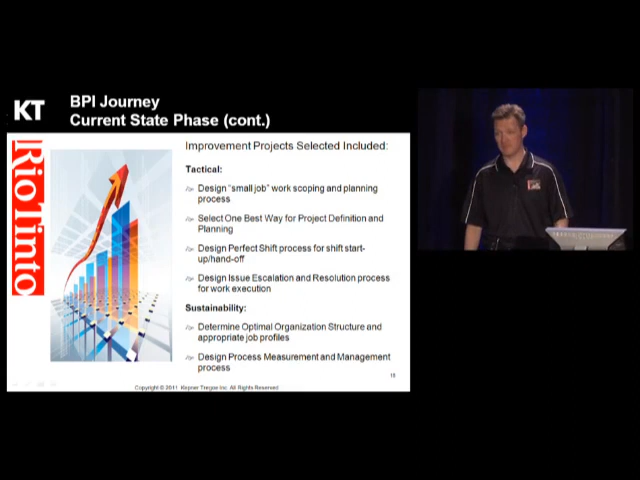 KT
BPI Journey
Current State Phase (cont.)
Rio Tinto
Improvement Projects Selected Included:
Tactical:
Design "small job" work scoping and planning
process
Select One Best Way for Project Definition and
Planning
Design Perfect Shift process for shift start-
up/hand-off
Design Issue Escalation and Resolution process
for work execution
Sustainability:
Determine Optimal Organization Structure and
appropriate job profiles
Design Process Measurement and Management
process
Copyright © 2011 Kepner-Tregoe Inc. All Rights Reserved